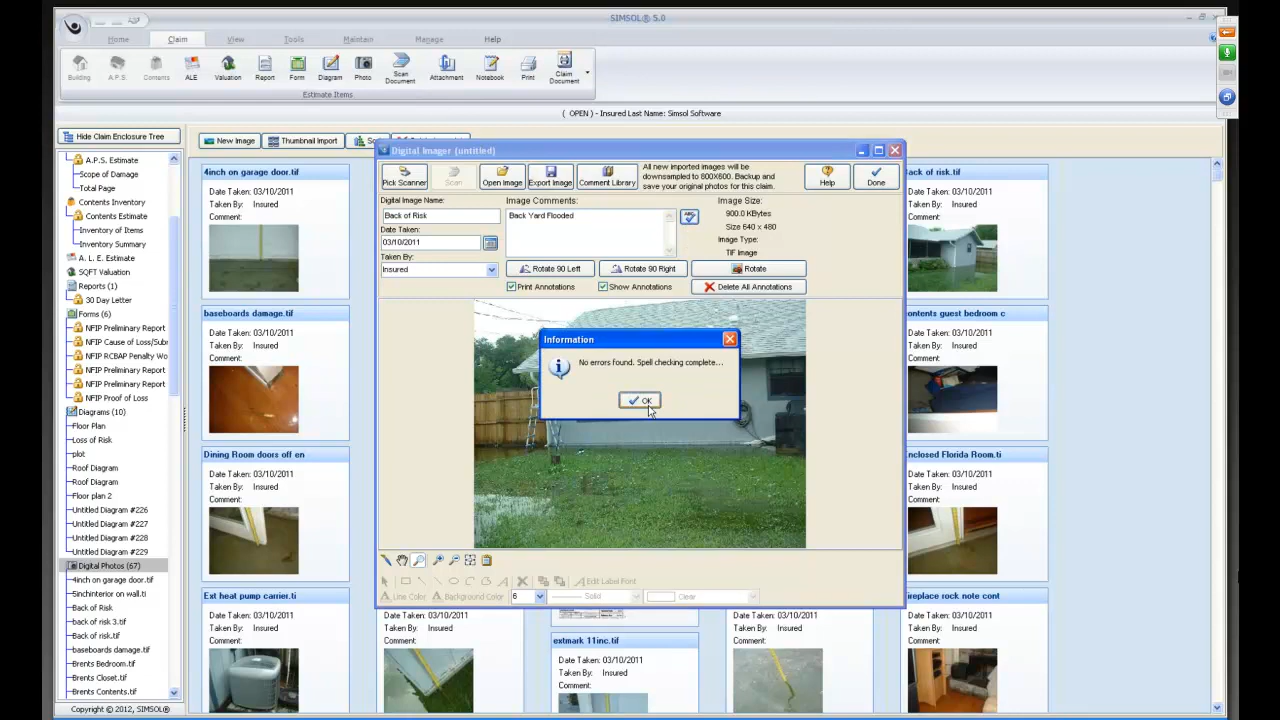 SIMSOL® 5.0
Home Claim View Tools Maintain Manage Help
Building A.P.S. Contents ALE Valuation Report Form Diagram Photo Scan Document Attachment Notebook Print Claim Document
Estimate Items
( OPEN ) - Insured Last Name: Simsol Software
Hide Claim Enclosure Tree
New Image Thumbnail Import
A.P.S. Estimate
Scope of Damage
Total Page
Contents Inventory
Contents Estimate
Inventory of Items
Inventory Summary
A. L. E. Estimate
SQFT Valuation
Reports (1)
30 Day Letter
Forms (6)
NFIP Preliminary Report
NFIP Cause of Loss/Sub
NFIP RCBAP Penalty Wo
NFIP Preliminary Report
NFIP Preliminary Report
NFIP Proof of Loss
Diagrams (10)
Floor Plan
Loss of Risk
plot
Roof Diagram
Roof Diagram
Floor plan 2
Untitled Diagram #226
Untitled Diagram #227
Untitled Diagram #228
Untitled Diagram #229
Digital Photos (67)
4inch on garage door.tif
5inchinterior on wall.ti
Back of Risk
back of risk 3.tif
Back of risk.tif
baseboards damage.tif
Brents Bedroom.tif
Brents Closet.tif
Brents Contents.tif
Copyright © 2012, SIMSOL®
4inch on garage door.tif
Date Taken: 03/10/2011
Taken By: Insured
Comment:
baseboards damage.tif
Date Taken: 03/10/2011
Taken By: Insured
Comment:
Dining Room doors off en
Date Taken: 03/10/2011
Taken By: Insured
Comment:
Ext heat pump carrier.ti
Date Taken: 03/10/2011
Taken By: Insured
Comment:
Digital Imager (untitled)
Pick Scanner Scan Open Image Export Image Comment Library
All new imported images will be
downsampled to 800X600. Backup and
save your original photos for this claim.
Help Done
Digital Image Name:
Back of Risk
Date Taken:
03/10/2011
Taken By:
Insured
Image Comments:
Back Yard Flooded
ABC
Image Size:
900.0 KBytes
Size 640 x 480
Image Type:
TIF Image
Rotate 90 Left Rotate 90 Right Rotate
Print Annotations Show Annotations Delete All Annotations
Information
No errors found. Spell checking complete...
OK
Edit Label Font
Line Color Background Color 6 Solid Clear
Date Taken: 03/10/2011
Taken By: Insured
Comment:
extmark 11inc.tif
Date Taken: 03/10/2011
Taken By: Insured
Comment:
Date Taken: 03/10/2011
Taken By: Insured
Comment:
Back of risk.tif
Date Taken: 03/10/2011
Taken By: Insured
Comment:
contents guest bedroom c
Date Taken: 03/10/2011
Taken By: Insured
Comment:
Enclosed Florida Room.ti
Date Taken: 03/10/2011
Taken By: Insured
Comment:
fireplace rock note cont
Date Taken: 03/10/2011
Taken By: Insured
Comment: